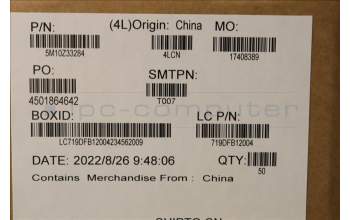 P/N: (4L)Origin: China MO:
5M10Z33284 4LCN 17408389
PO: SMTPN:
4501864642 T007
BOXID: LC P/N:
LC719DFB12004234562009 719DFB12004
DATE: 2022/8/26 9:48:06 QTY:
50
Contains Merchandise From : China